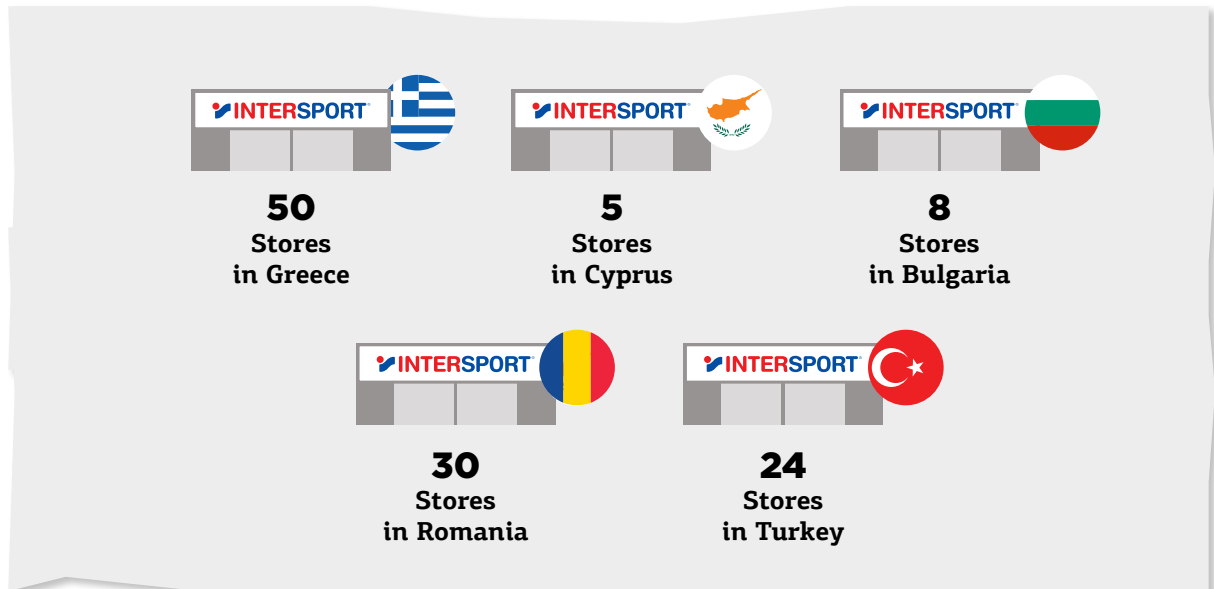 INTERSPORT
50
Stores
in Greece
INTERSPORT
5
Stores
in Cyprus
INTERSPORT
8
Stores
in Bulgaria
INTERSPORT
30
Stores
in Romania
INTERSPORT
24
Stores
in Turkey